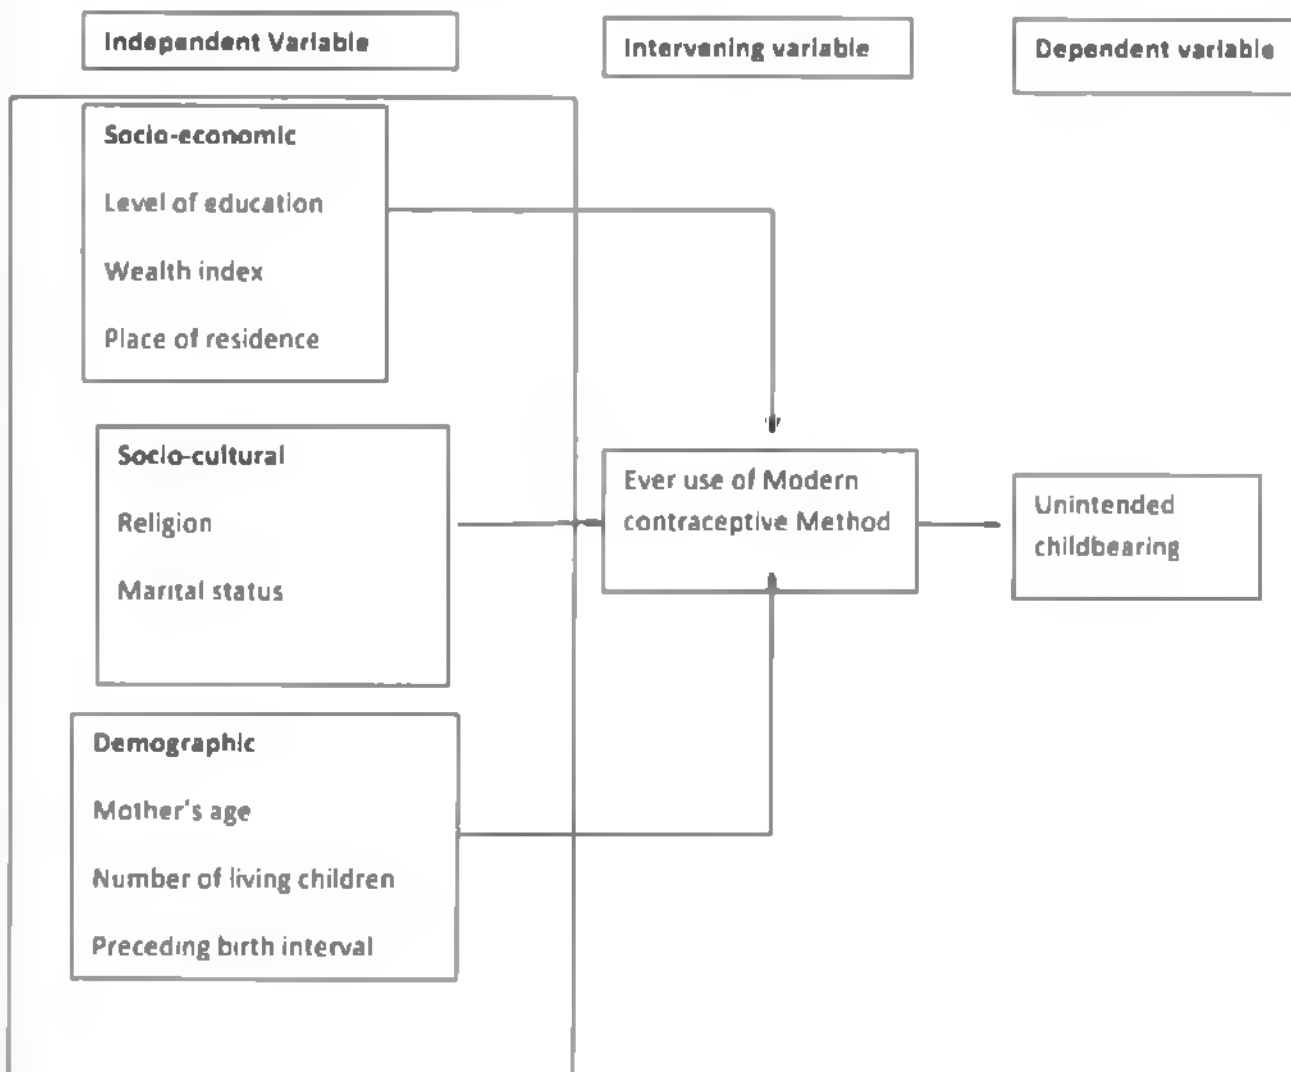 Independent Variable
Intervening variable
Dependent variable
Socio-economic
Level of education
Wealth index
Place of residence
Socio-cultural
Religion
Marital status
Ever use of Modern
contraceptive Method
Unintended
childbearing
Demographic
Mother's age
Number of living children
Preceding birth interval